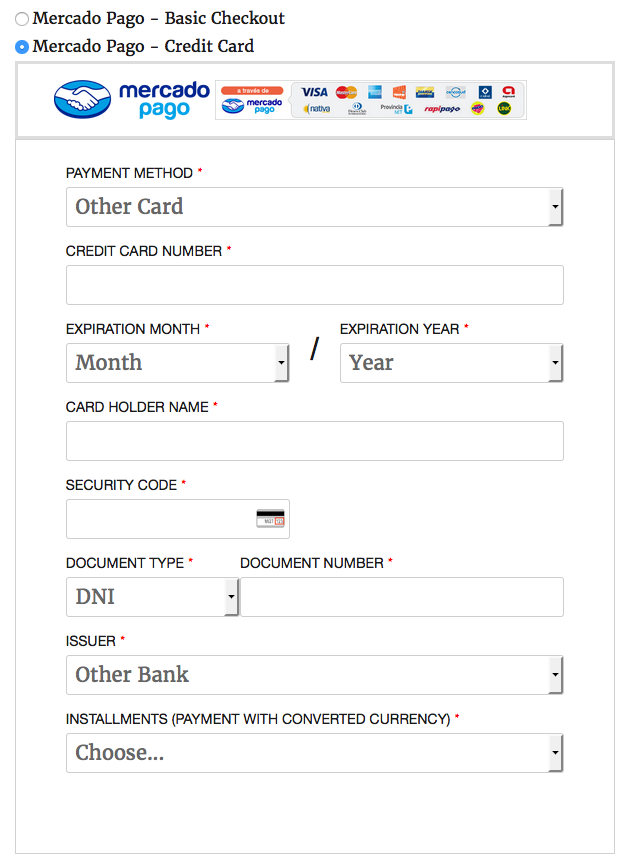 Mercado Pago - Basic Checkout
Mercado Pago - Credit Card
mercado
pago
a través de
mercado
pago
VISA
MasterCard
nativa
Provincia
NET
rapipago
LINK
PAYMENT METHOD *
Other Card
CREDIT CARD NUMBER *
EXPIRATION MONTH * EXPIRATION YEAR *
Month / Year
CARD HOLDER NAME *
SECURITY CODE *
DOCUMENT TYPE * DOCUMENT NUMBER *
DNI
ISSUER *
Other Bank
INSTALLMENTS (PAYMENT WITH CONVERTED CURRENCY) *
Choose...